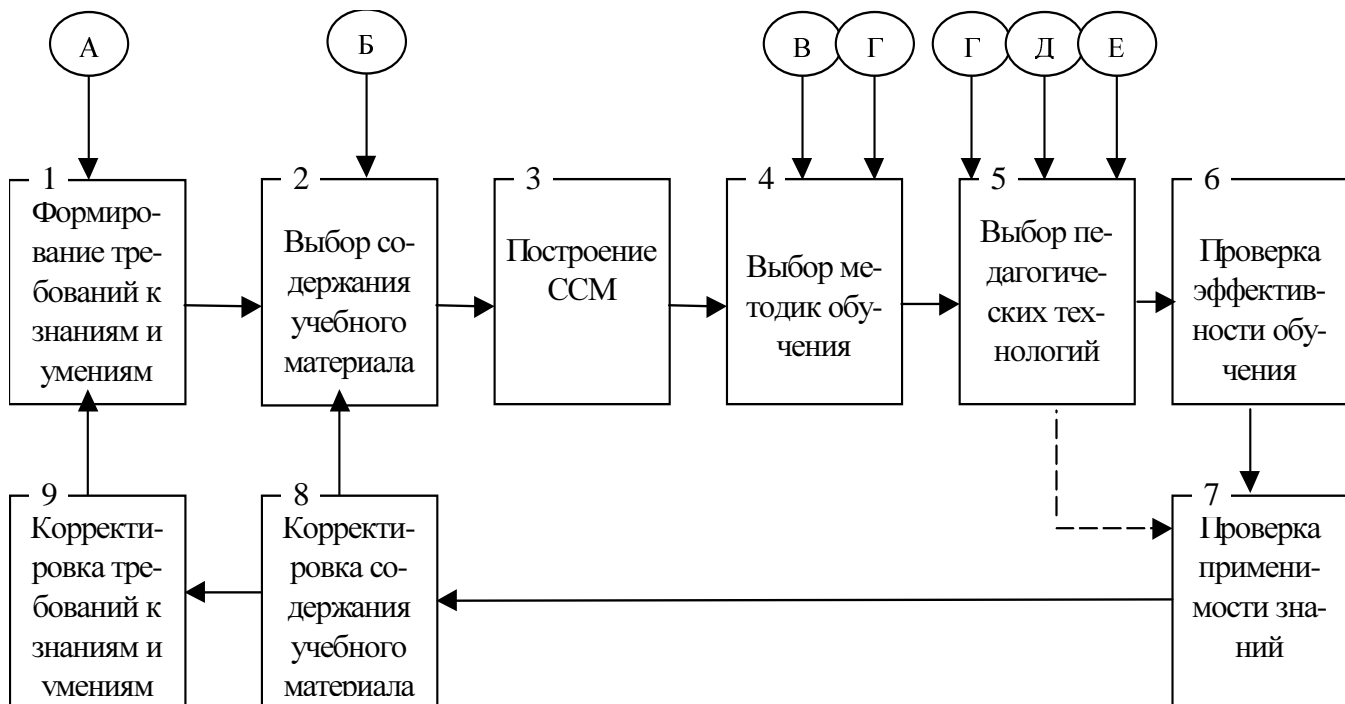 А
Б
В
Г
Г
Д
Е
1
Формиро-
вание тре-
бований к
знаниям и
умениям
2
Выбор со-
держания
учебного
материала
3
Построение
ССМ
4
Выбор ме-
тодик обу-
чения
5
Выбор пе-
дагогиче-
ских тех-
нологий
6
Проверка
эффектив-
ности обу-
чения
9
Корректи-
ровка тре-
бований к
знаниям и
умениям
8
Корректи-
ровка со-
держания
учебного
материала
7
Проверка
примени-
мости зна-
ний